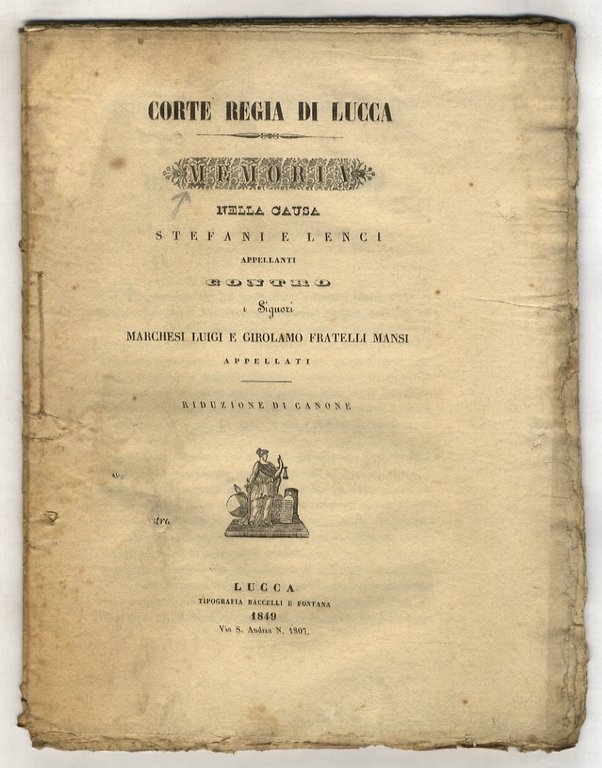 CORTE REGIA DI LUCCA
MEMORIA
NELLA CAUSA
STEFANI E LENCI
APPELLANTI
CONTRO
i Signori
MARCHESI LUIGI E GIROLAMO FRATELLI MANSI
APPELLATI
RIDUZIONE DI CANONE
LUCCA
TIPOGRAFIA BACCELLI E FONTANA
1849
Via S. Andrea N. 1807.